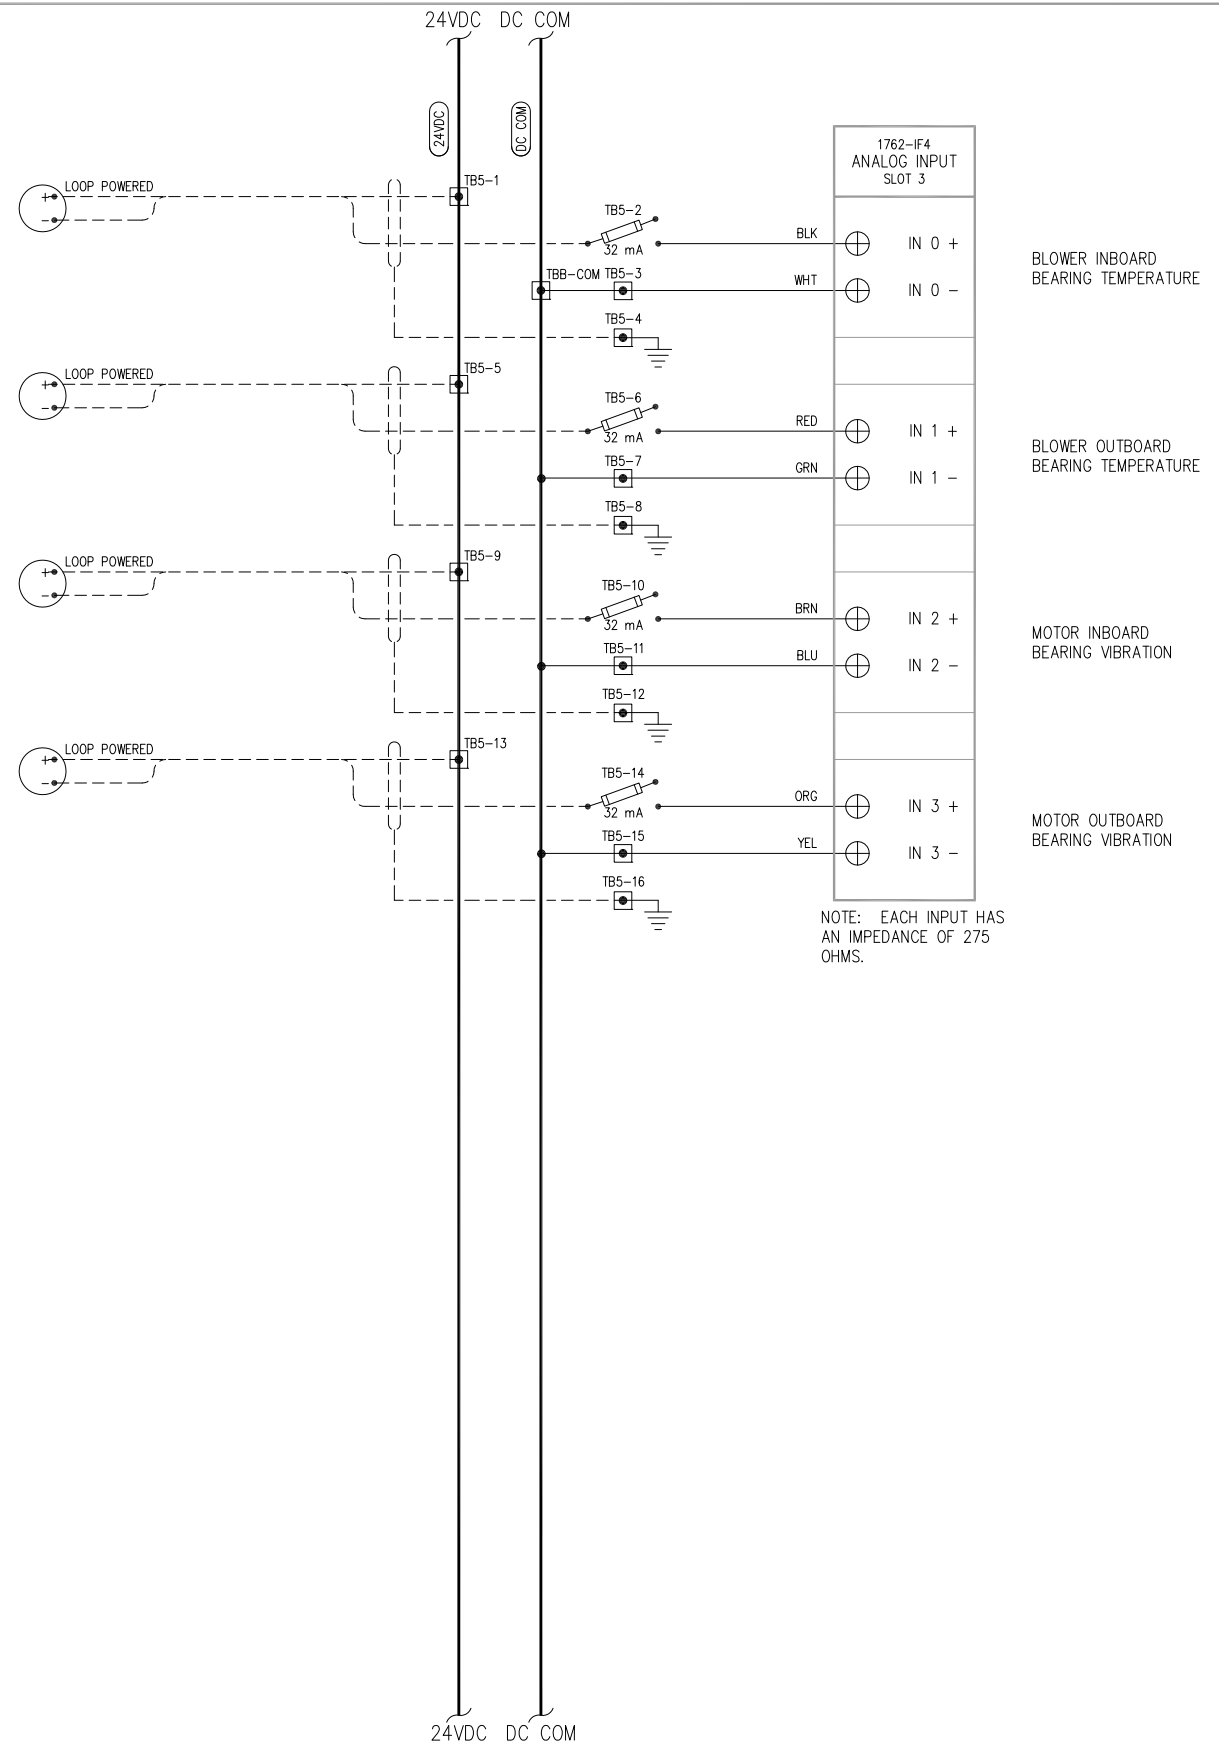 24VDC DC COM
24VDC
DC COM
1762-IF4
ANALOG INPUT
SLOT 3
LOOP POWERED
+
-
TB5-1
TB5-2
32 mA
BLK
IN 0 +
TBB-COM TB5-3
WHT
IN 0 -
BLOWER INBOARD
BEARING TEMPERATURE
TB5-4
LOOP POWERED
+
-
TB5-5
TB5-6
32 mA
RED
IN 1 +
TB5-7
GRN
IN 1 -
BLOWER OUTBOARD
BEARING TEMPERATURE
TB5-8
LOOP POWERED
+
-
TB5-9
TB5-10
32 mA
BRN
IN 2 +
TB5-11
BLU
IN 2 -
MOTOR INBOARD
BEARING VIBRATION
TB5-12
LOOP POWERED
+
-
TB5-13
TB5-14
32 mA
ORG
IN 3 +
TB5-15
YEL
IN 3 -
MOTOR OUTBOARD
BEARING VIBRATION
TB5-16
NOTE: EACH INPUT HAS
AN IMPEDANCE OF 275
OHMS.
24VDC DC COM